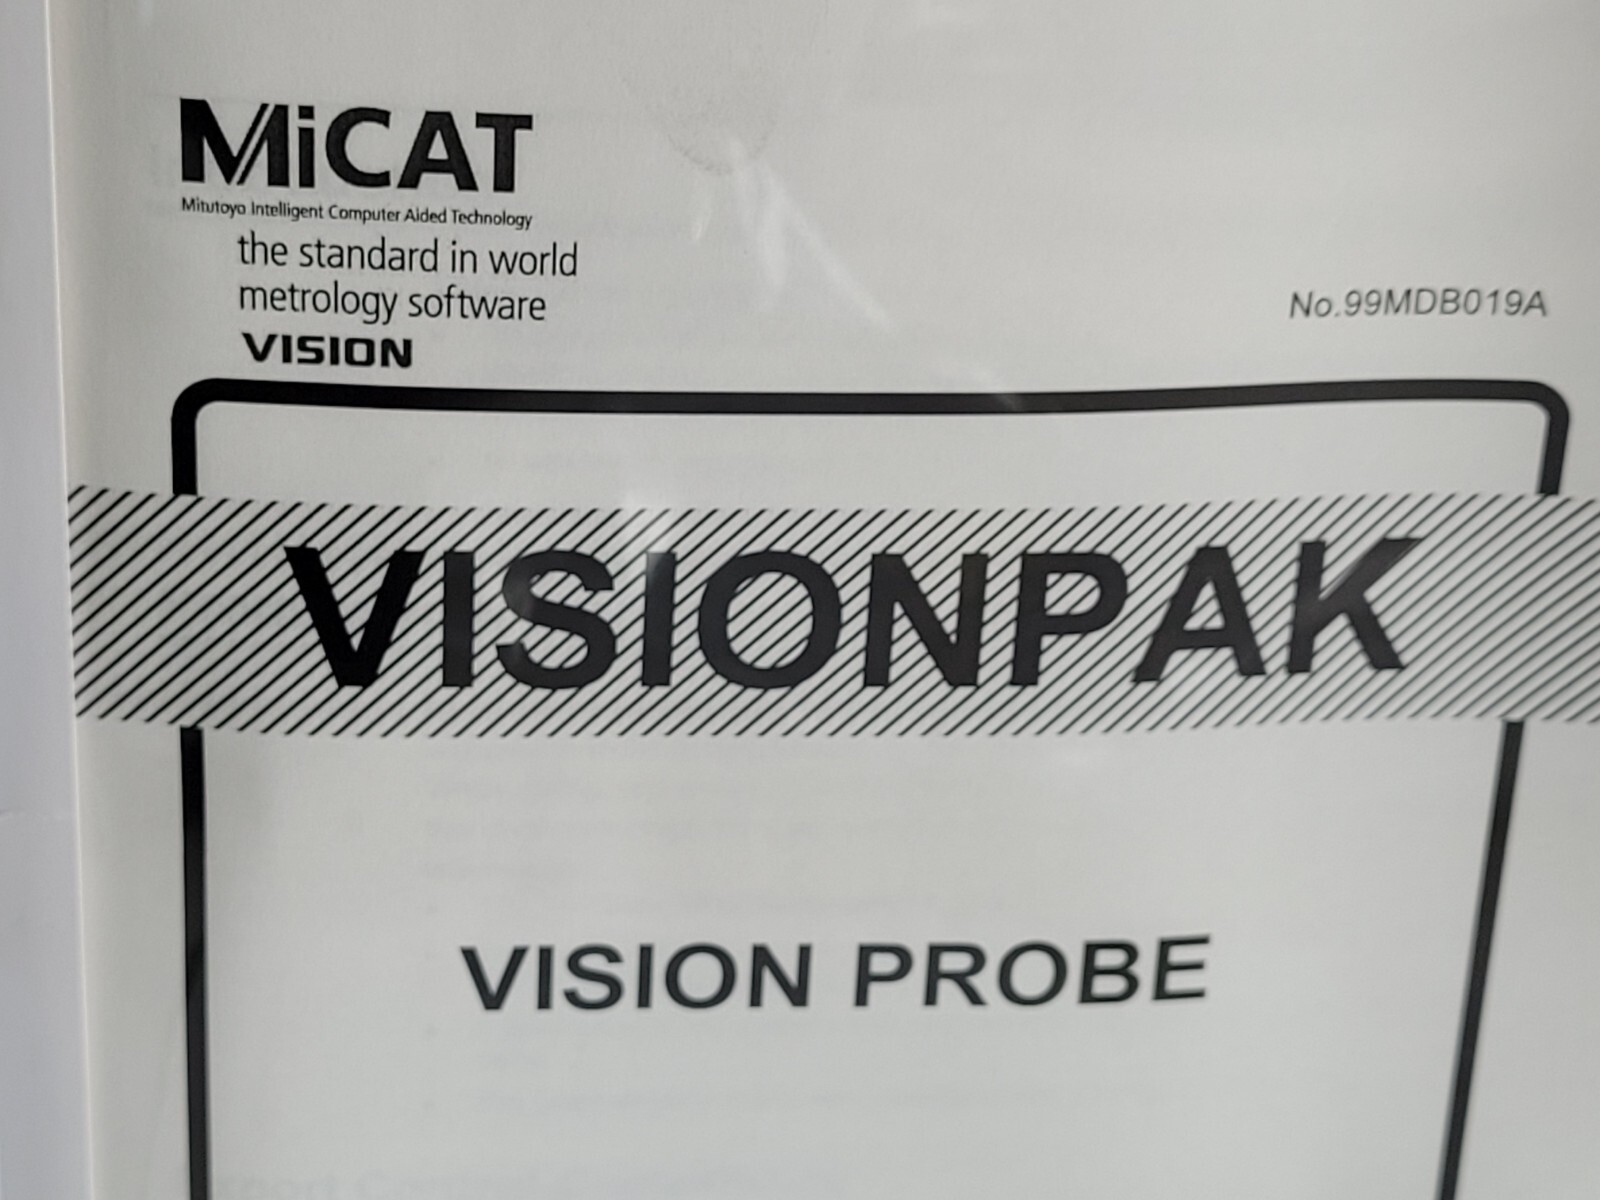 MiCAT
Mitutoyo Intelligent Computer Aided Technology
the standard in world
metrology software
VISION
No.99MDB019A
VISIONPAK
VISION PROBE